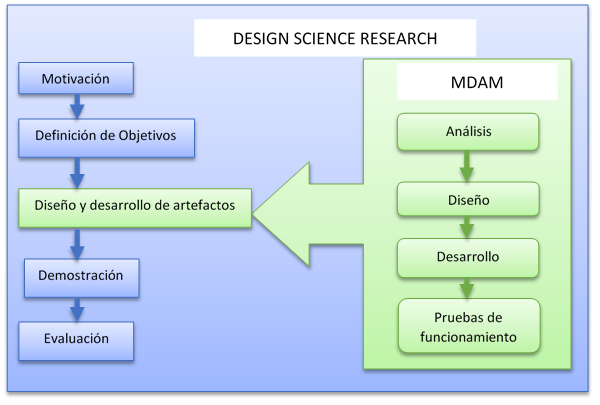 DESIGN SCIENCE RESEARCH
Motivación
Definición de Objetivos
Diseño y desarrollo de artefactos
Demostración
Evaluación
MDAM
Análisis
Diseño
Desarrollo
Pruebas de
funcionamiento